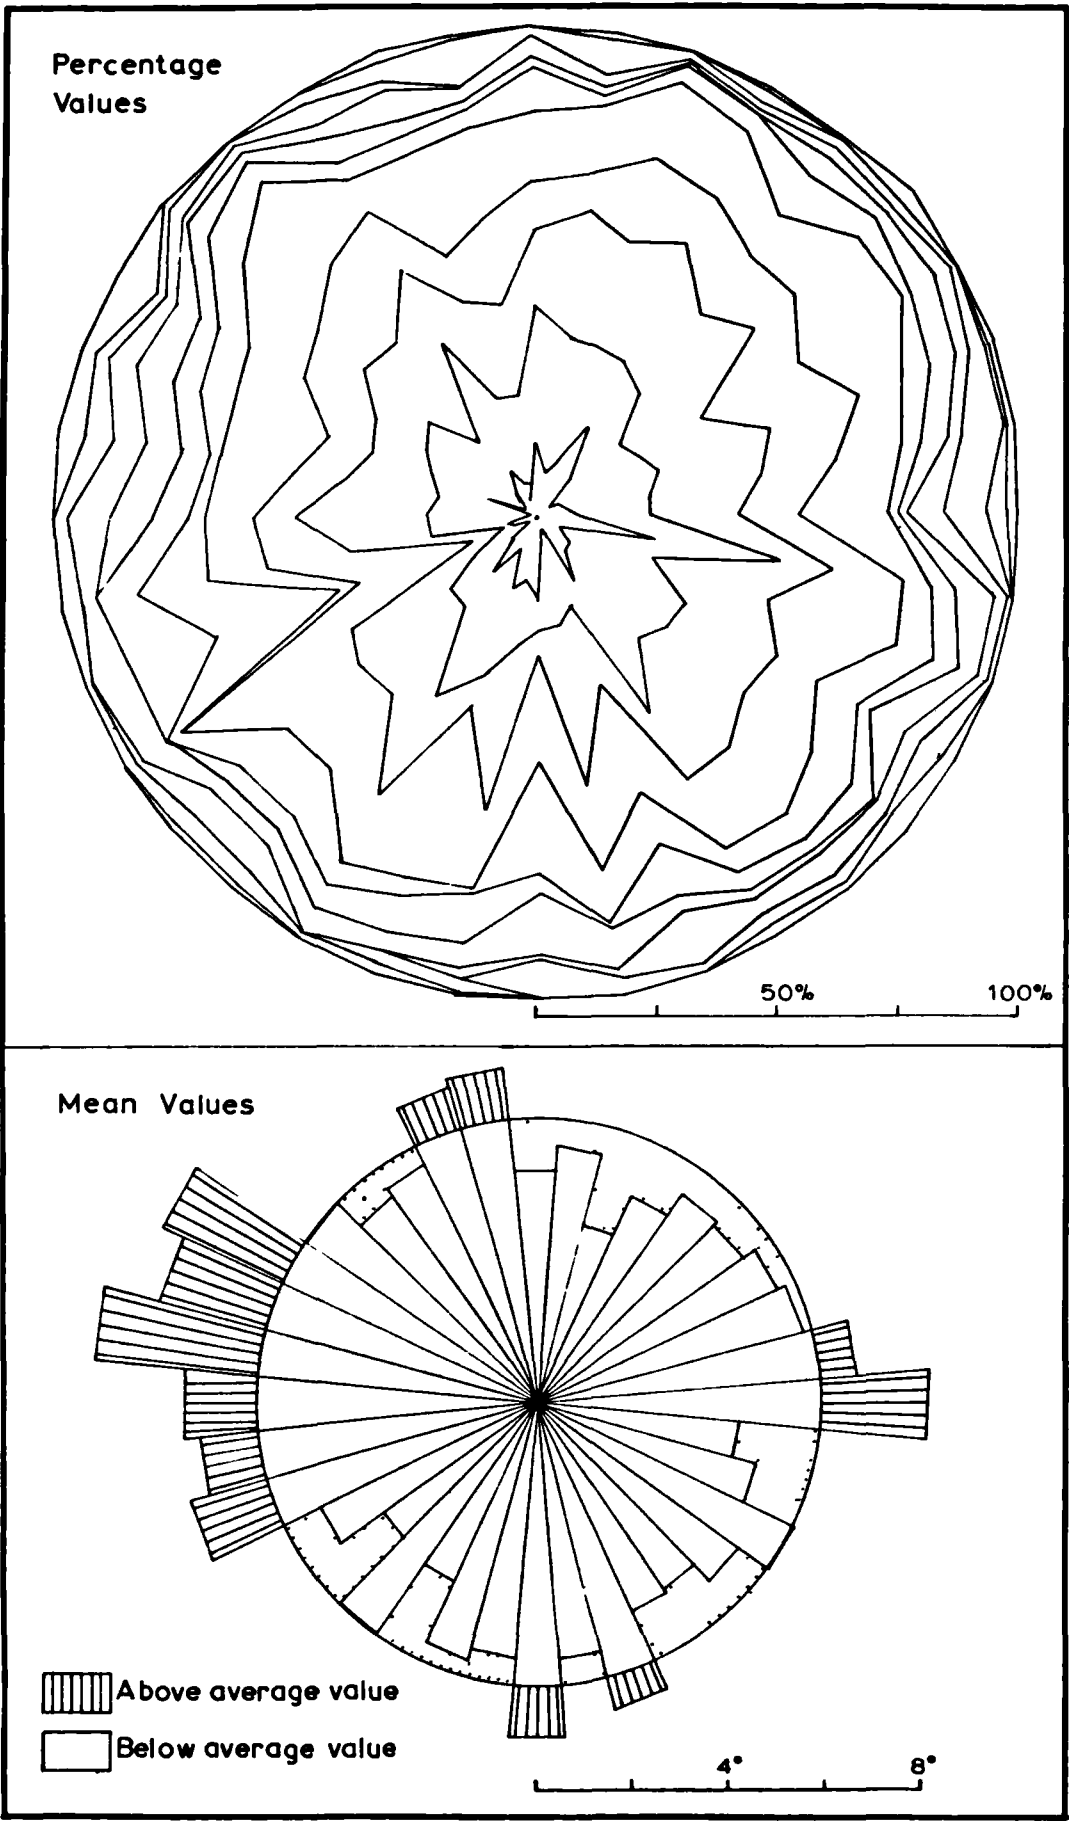 Percentage
Values
50% 100%
Mean Values
Above average value
Below average value
4° 8°